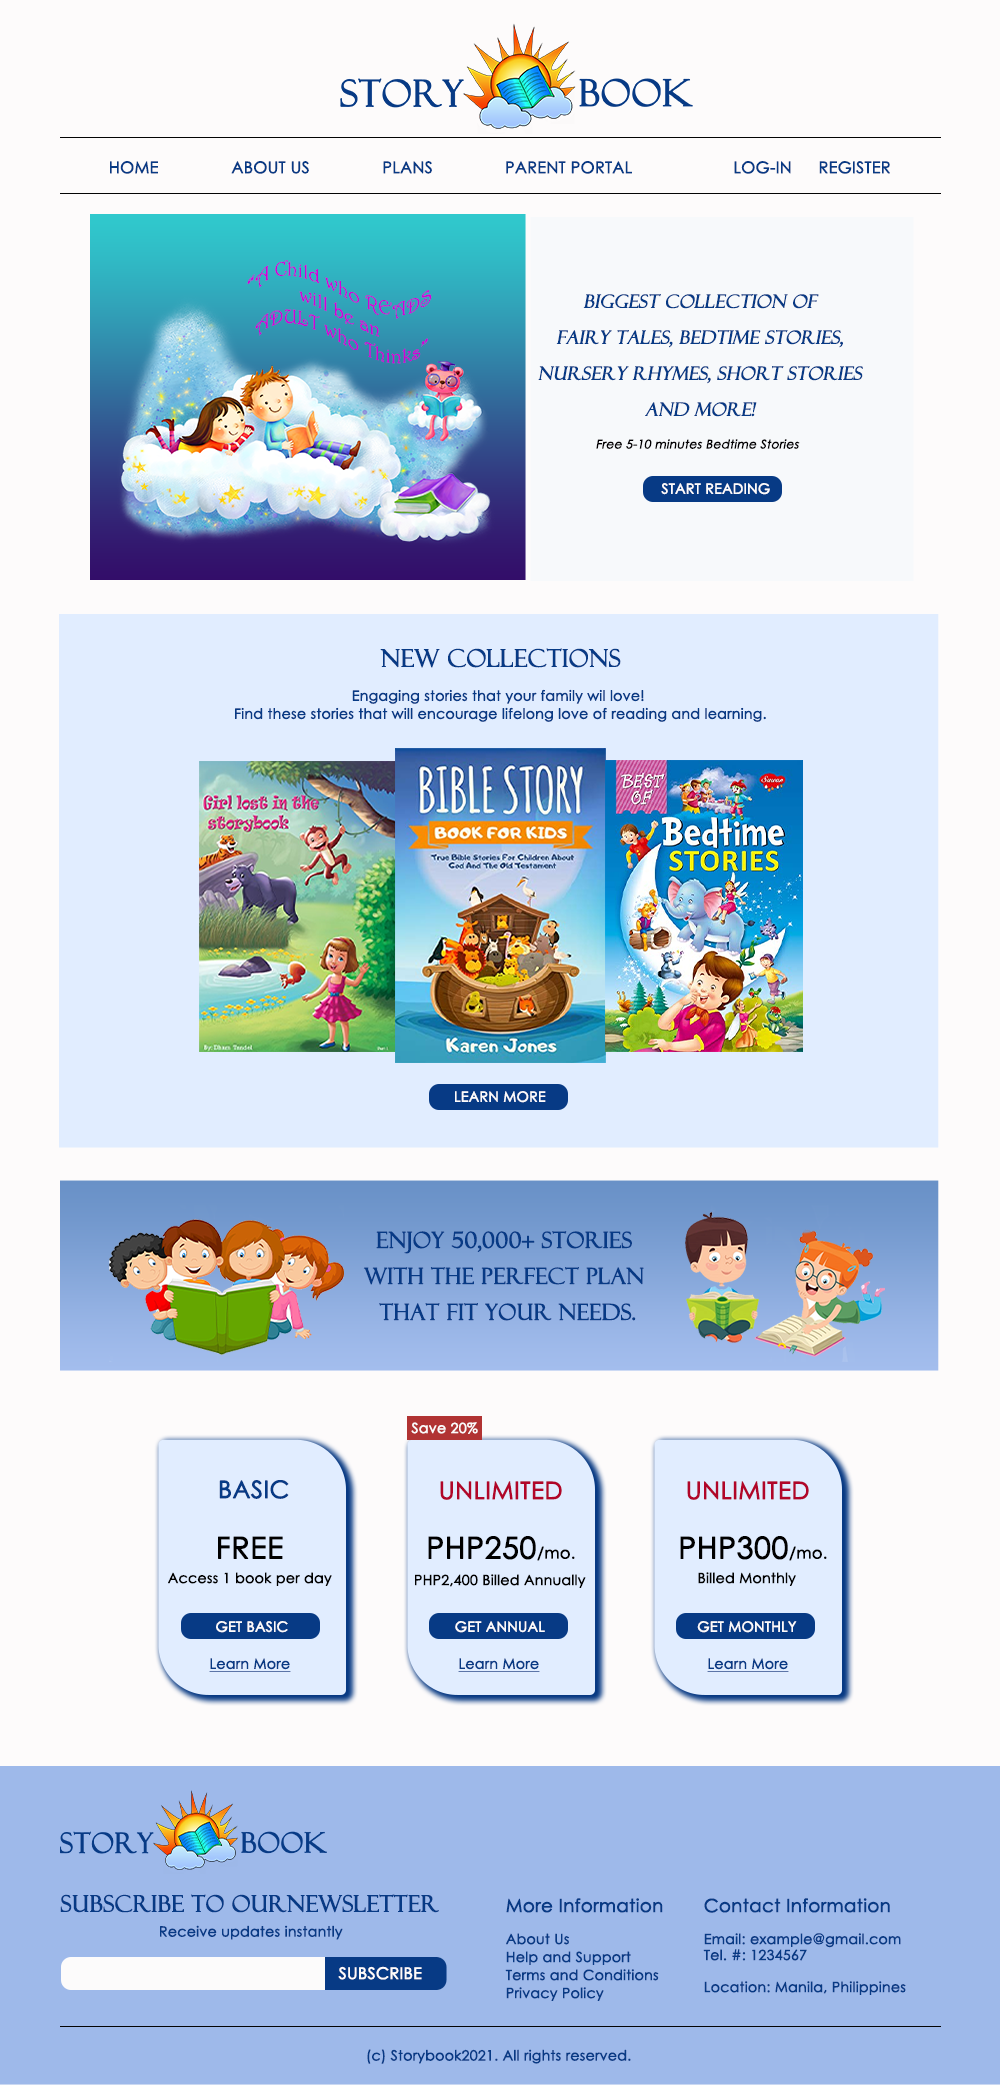 STORY BOOK
HOME ABOUT US PLANS PARENT PORTAL LOG-IN REGISTER
"A Child who READS
will be an
ADULT who Thinks"
BIGGEST COLLECTION OF
FAIRY TALES, BEDTIME STORIES,
NURSERY RHYMES, SHORT STORIES
AND MORE!
Free 5-10 minutes Bedtime Stories
START READING
NEW COLLECTIONS
Engaging stories that your family wil love!
Find these stories that will encourage lifelong love of reading and learning.
Girl lost in the
storybook
By: Dharm Tandel
Part 1
BIBLE STORY
BOOK FOR KIDS
True Bible Stories For Children About
God And The Old Testament
Karen Jones
BEST
OF
Sawan
Bedtime
STORIES
LEARN MORE
ENJOY 50,000+ STORIES
WITH THE PERFECT PLAN
THAT FIT YOUR NEEDS.
BASIC
FREE
Access 1 book per day
GET BASIC
Learn More
Save 20%
UNLIMITED
PHP250/mo.
PHP2,400 Billed Annually
GET ANNUAL
Learn More
UNLIMITED
PHP300/mo.
Billed Monthly
GET MONTHLY
Learn More
STORY BOOK
SUBSCRIBE TO OURNEWSLETTER
Receive updates instantly
SUBSCRIBE
More Information
About Us
Help and Support
Terms and Conditions
Privacy Policy
Contact Information
Email: example@gmail.com
Tel. #: 1234567
Location: Manila, Philippines
(c) Storybook2021. All rights reserved.